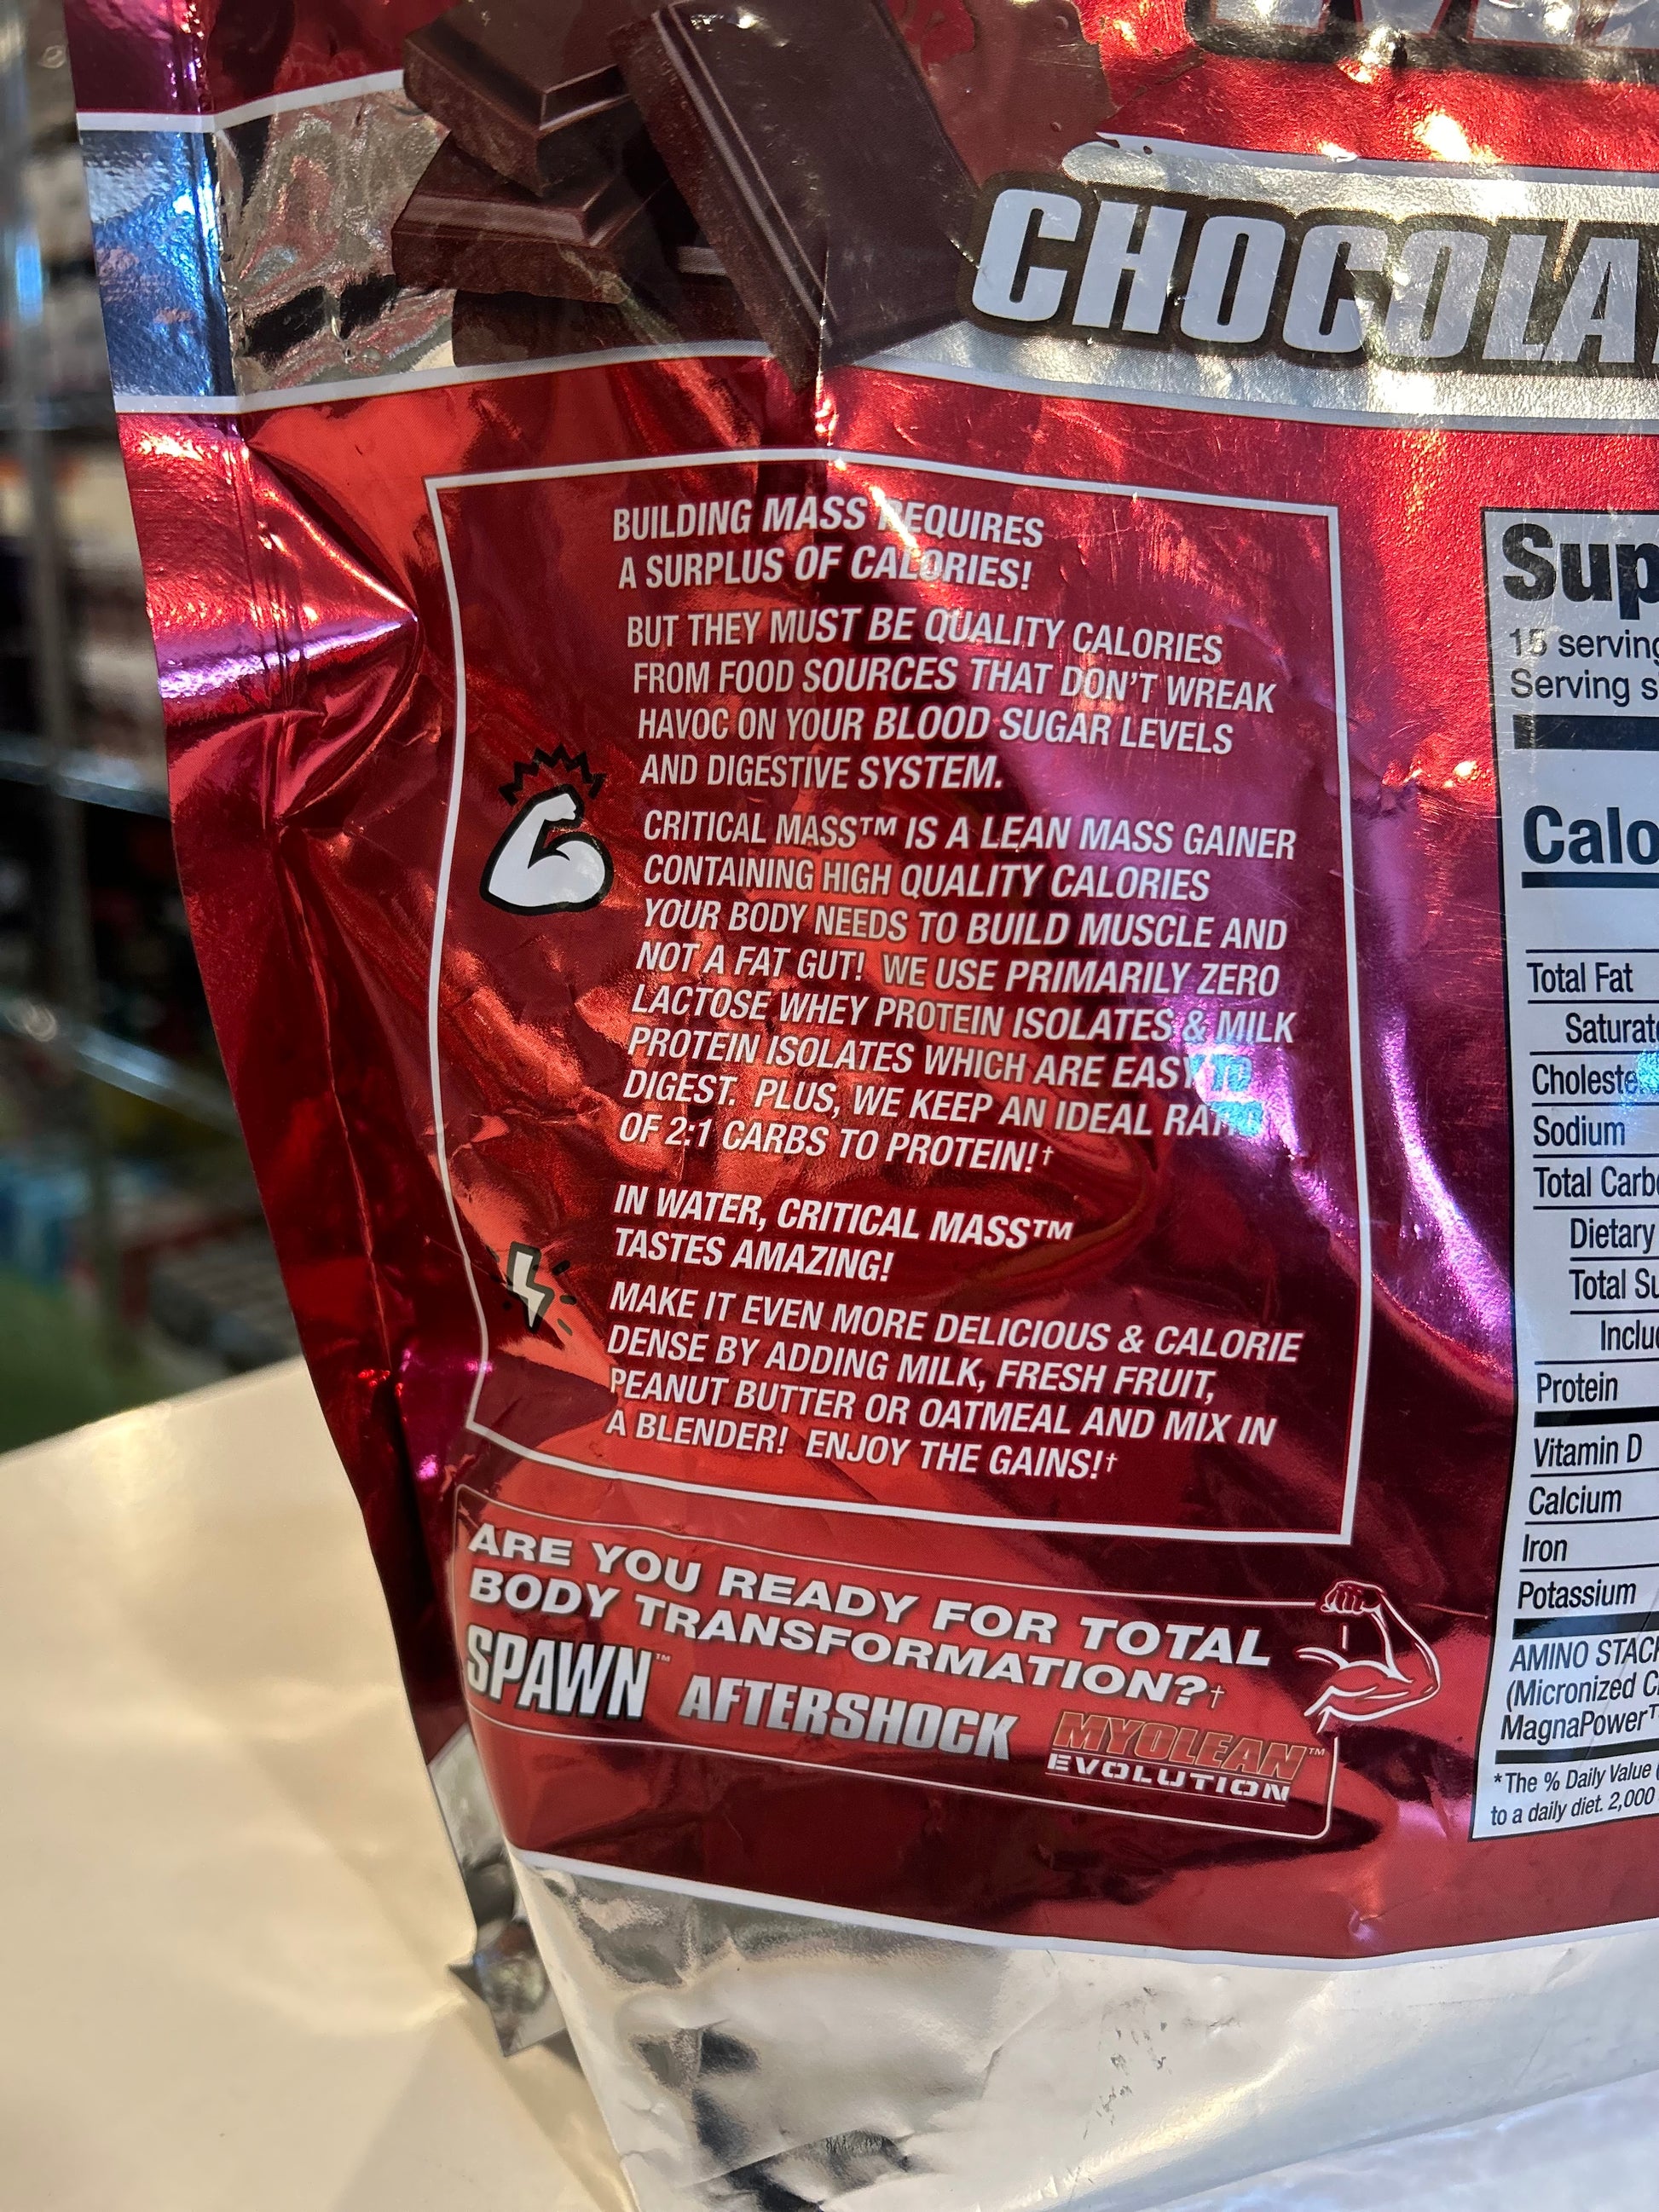 CHOCOLA
BUILDING MASS REQUIRES
A SURPLUS OF CALORIES!
BUT THEY MUST BE QUALITY CALORIES
FROM FOOD SOURCES THAT DON'T WREAK
HAVOC ON YOUR BLOOD SUGAR LEVELS
AND DIGESTIVE SYSTEM.
CRITICAL MASS™ IS A LEAN MASS GAINER
CONTAINING HIGH QUALITY CALORIES
YOUR BODY NEEDS TO BUILD MUSCLE AND
NOT A FAT GUT! WE USE PRIMARILY ZERO
LACTOSE WHEY PROTEIN ISOLATES & MILK
PROTEIN ISOLATES WHICH ARE EASY TO
DIGEST. PLUS, WE KEEP AN IDEAL RATIO
OF 2:1 CARBS TO PROTEIN!†
IN WATER, CRITICAL MASS™
TASTES AMAZING!
MAKE IT EVEN MORE DELICIOUS & CALORIE
DENSE BY ADDING MILK, FRESH FRUIT,
PEANUT BUTTER OR OATMEAL AND MIX IN
A BLENDER! ENJOY THE GAINS!†
ARE YOU READY FOR TOTAL
BODY TRANSFORMATION?†
SPAWN™ AFTERSHOCK MYOLEAN™
EVOLUTION
Sup
15 serving
Serving s
Calo
Total Fat
Saturat
Choleste
Sodium
Total Carb
Dietary
Total Su
Inclu
Protein
Vitamin D
Calcium
Iron
Potassium
AMINO STAC
(Micronized C
MagnaPower™
*The % Daily Value (
to a daily diet. 2,000